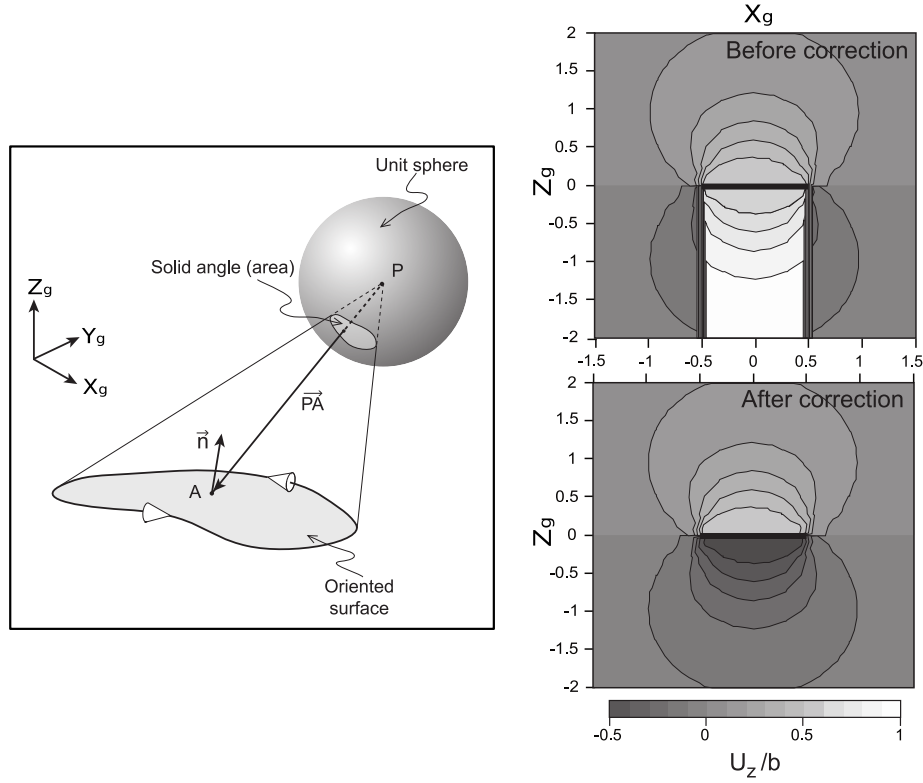 Unit sphere
Solid angle (area)
P
Zg
Yg
Xg
PA
n
A
Oriented
surface
Xg
Before correction
Zg
2
1.5
1
0.5
0
-0.5
-1
-1.5
-2
-1.5 -1 -0.5 0 0.5 1 1.5
After correction
Zg
2
1.5
1
0.5
0
-0.5
-1
-1.5
-2
-0.5 0 0.5 1
Uz/b